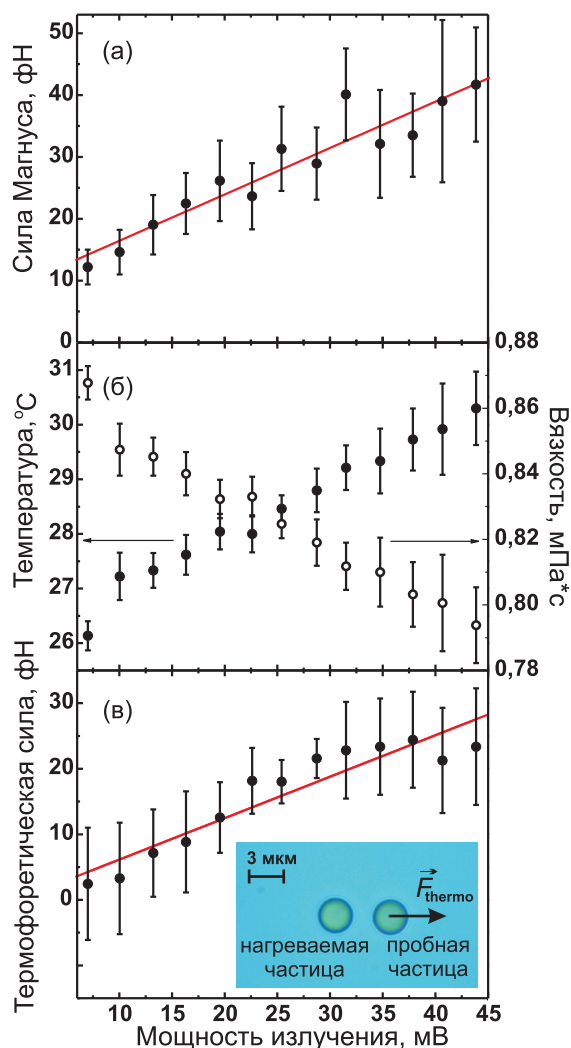 (а)
Сила Магнуса, фН
50
40
30
20
10
0
(б)
Температура,°С
31
30
29
28
27
26
Вязкость, мПа*с
0,88
0,86
0,84
0,82
0,80
0,78
(в)
Термофоретическая сила, фН
30
20
10
0
3 мкм
F thermo
нагреваемая
частица
пробная
частица
10 15 20 25 30 35 40 45
Мощность излучения, мВ